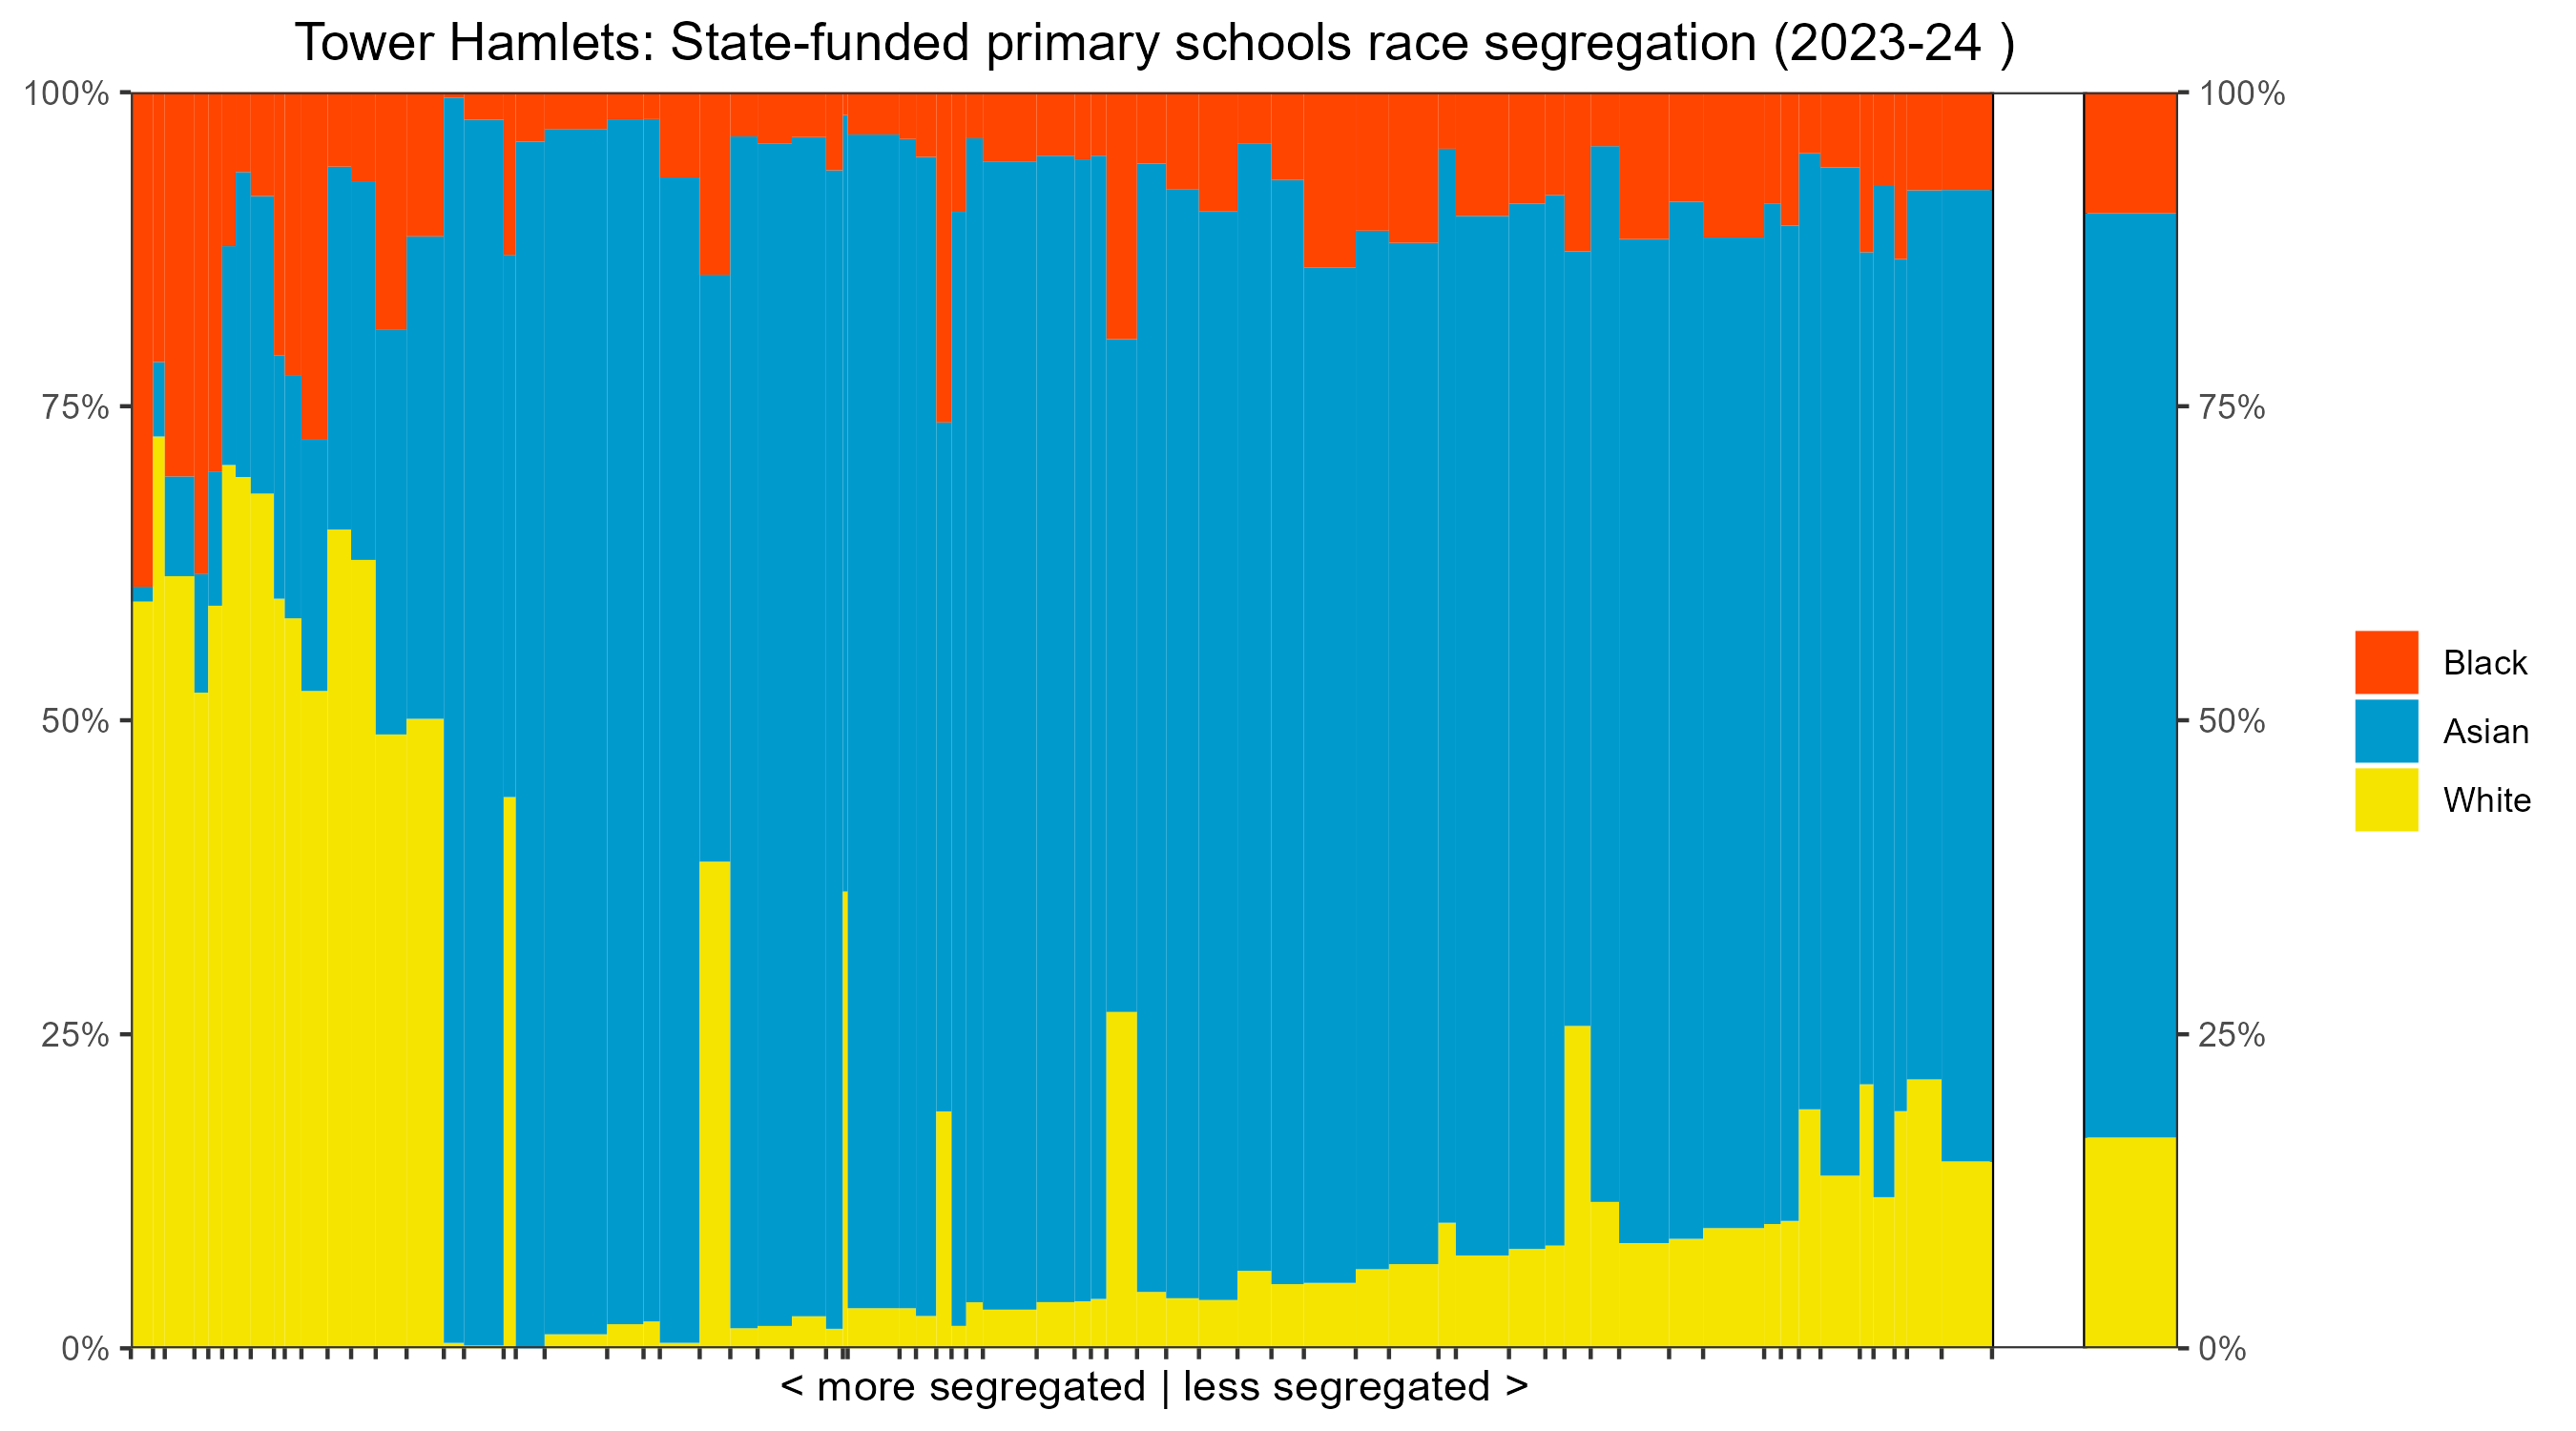 Tower Hamlets: State-funded primary schools race segregation (2023-24 )
100%
75%
50%
25%
0%
100%
75%
50%
25%
0%
Black
Asian
White
< more segregated | less segregated >